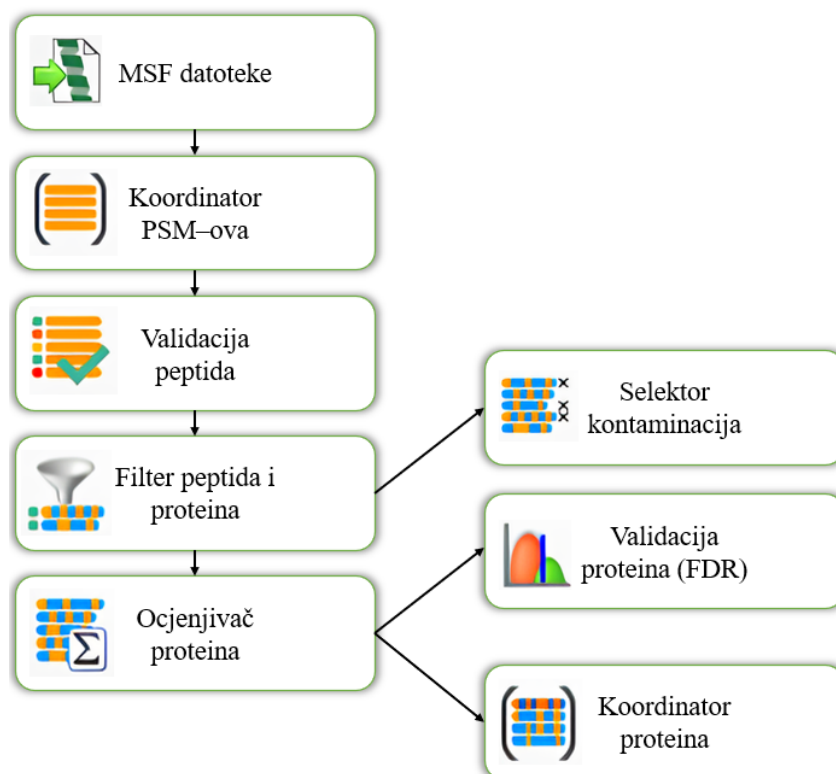 MSF datoteke
Koordinator
PSM–ova
Validacija
peptida
Filter peptida i
proteina
Ocjenjivač
proteina
Selektor
kontaminacija
Validacija
proteina (FDR)
Koordinator
proteina